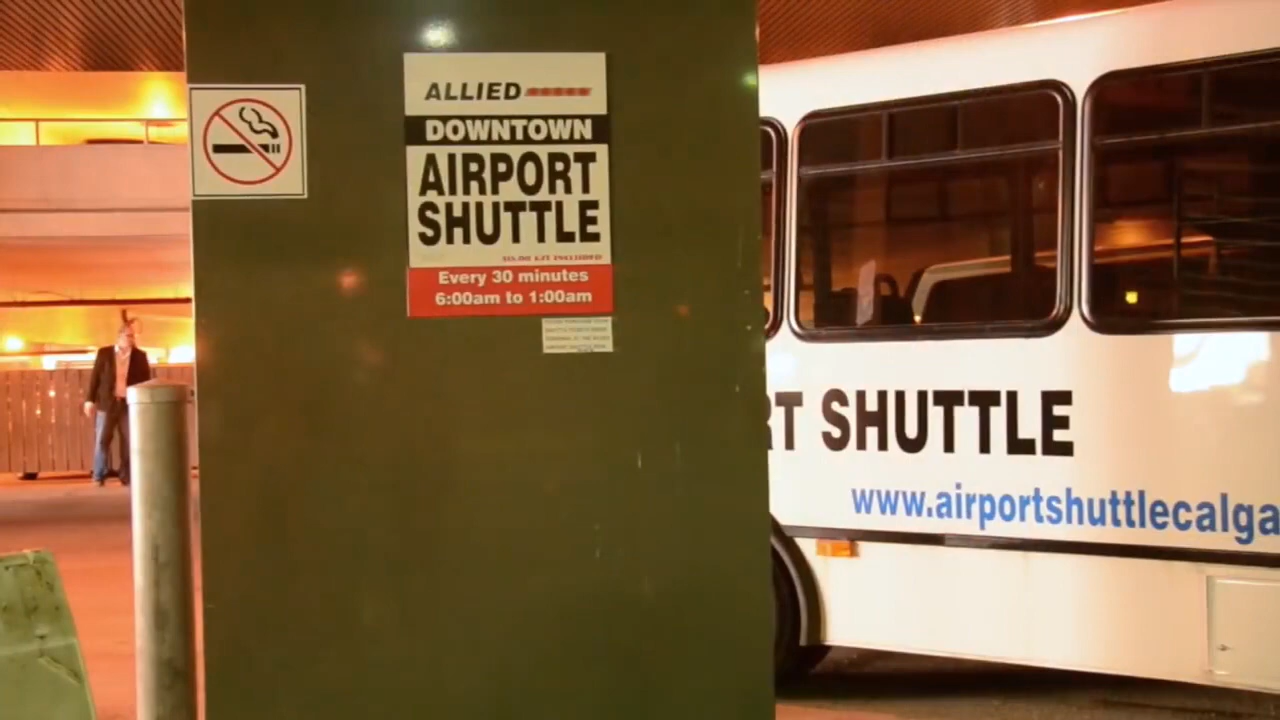 ALLIED
DOWNTOWN
AIRPORT
SHUTTLE
Every 30 minutes
6:00am to 1:00am
RT SHUTTLE
www.airportshuttlecalga